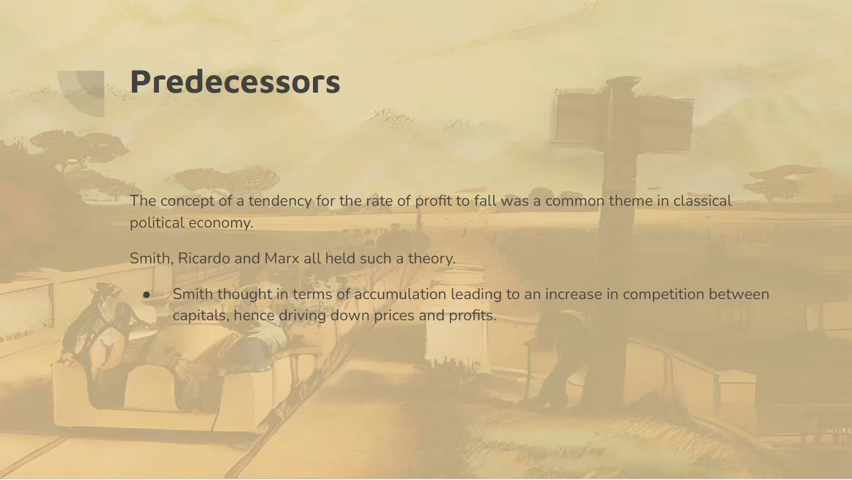 Predecessors
The concept of a tendency for the rate of profit to fall was a common theme in classical
political economy.
Smith, Ricardo and Marx all held such a theory.
● Smith thought in terms of accumulation leading to an increase in competition between
capitals, hence driving down prices and profits.